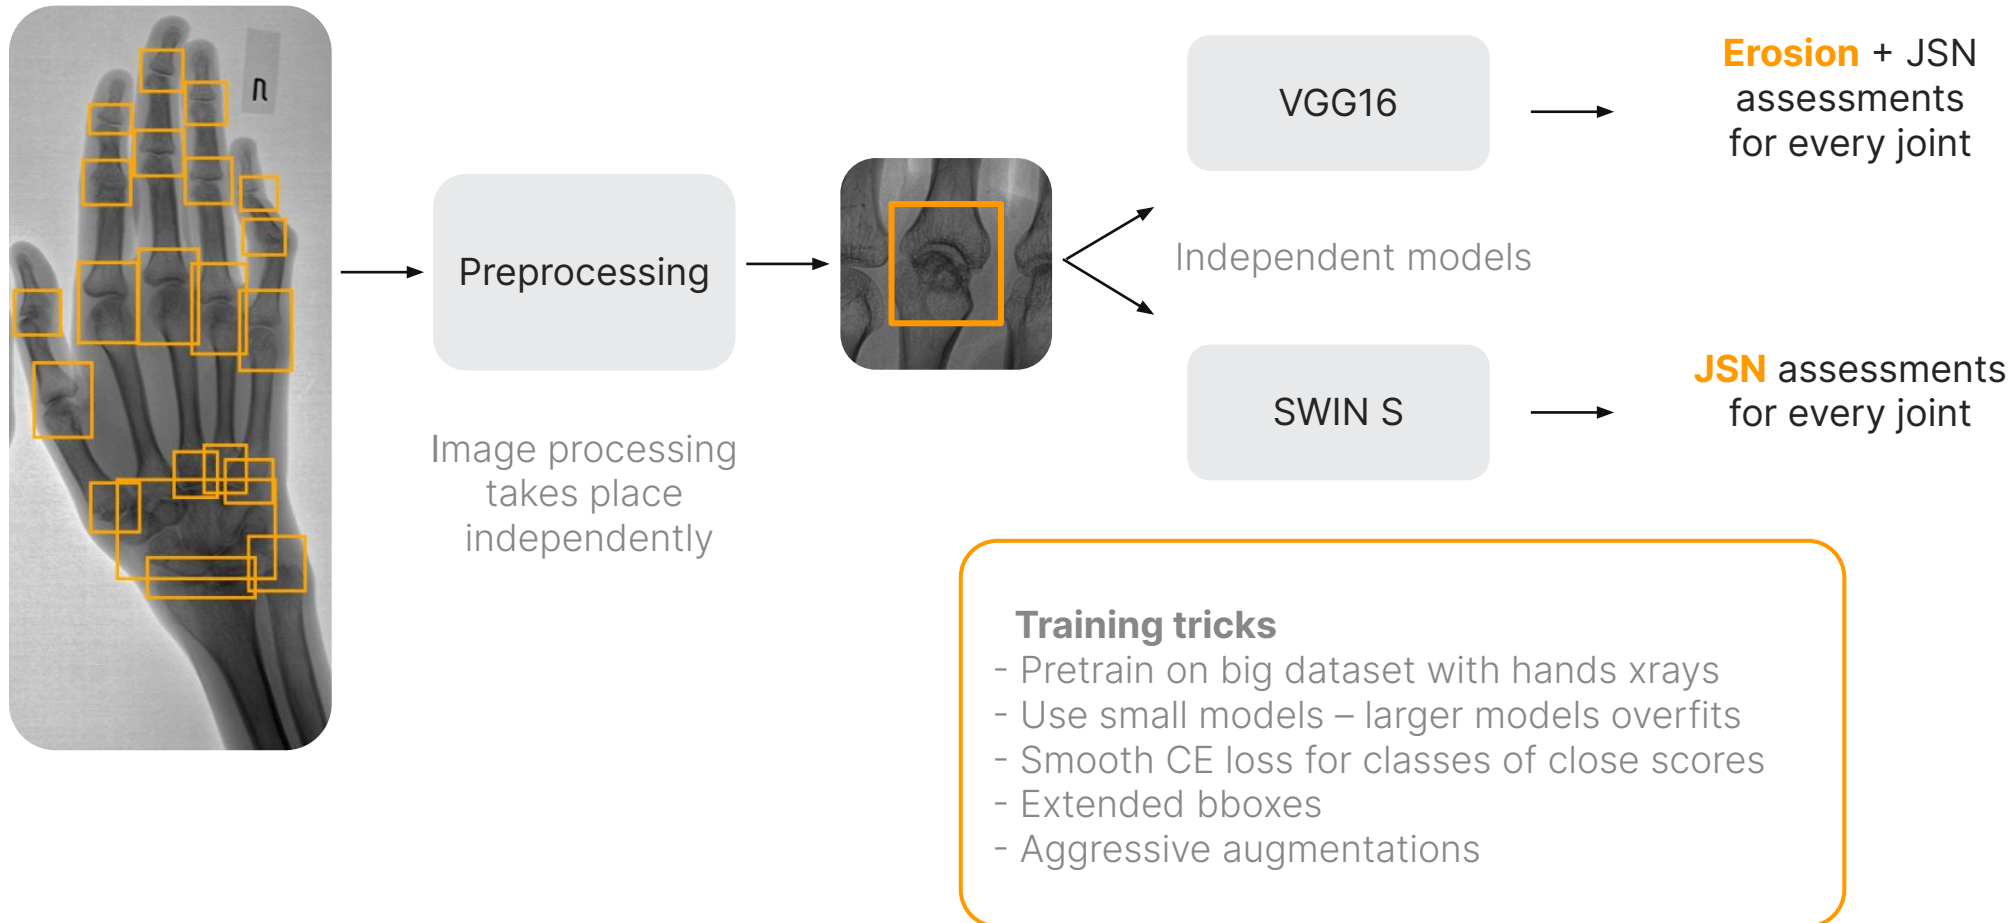 л
Preprocessing
Image processing
takes place
independently
VGG16
Independent models
SWIN S
Erosion + JSN
assessments
for every joint
JSN assessments
for every joint
Training tricks
- Pretrain on big dataset with hands xrays
- Use small models – larger models overfits
- Smooth CE loss for classes of close scores
- Extended bboxes
- Aggressive augmentations